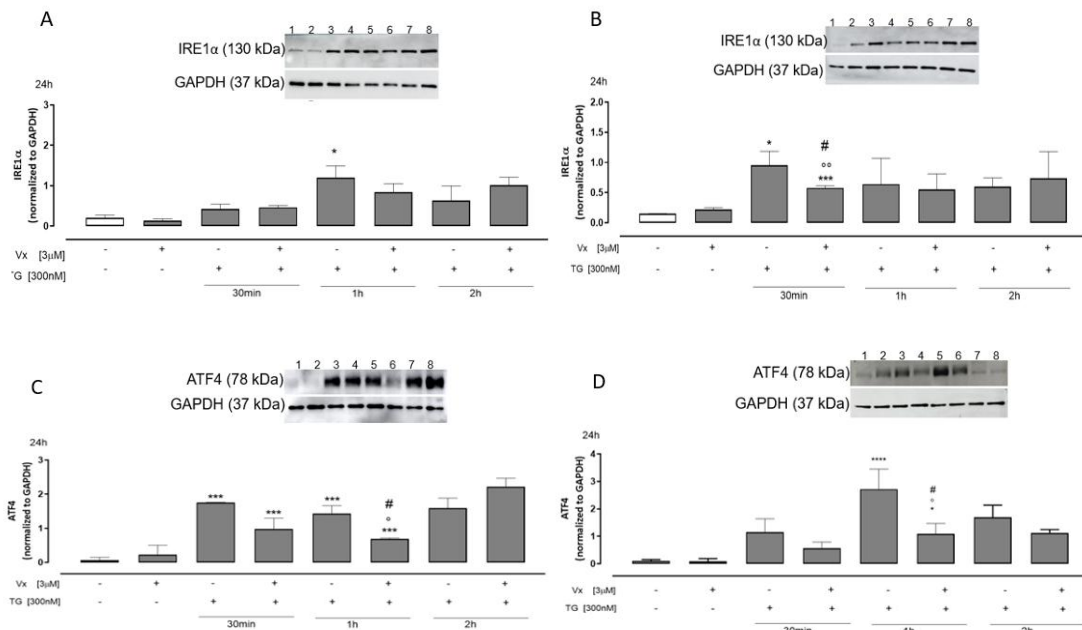 A
1 2 3 4 5 6 7 8
IRE1α (130 kDa)
GAPDH (37 kDa)
24h
IRE1α
(normalized to GAPDH)
3
2
1
0
*
Vx [3μM] - + - + - + - +
G [300nM] - - + + + + + +
30min 1h 2h
B
1 2 3 4 5 6 7 8
IRE1α (130 kDa)
GAPDH (37 kDa)
24h
IRE1α
(normalized to GAPDH)
2.0
1.5
1.0
0.5
0.0
*
#
°°
***
Vx [3μM] - + - + - + - +
TG [300nM] - - + + + + + +
30min 1h 2h
C
1 2 3 4 5 6 7 8
ATF4 (78 kDa)
GAPDH (37 kDa)
24h
ATF4
(normalized to GAPDH)
3
2
1
0
*** *** ***
#
°
***
Vx [3μM] - + - + - + - +
TG [300nM] - - + + + + + +
30min 1h 2h
D
1 2 3 4 5 6 7 8
ATF4 (78 kDa)
GAPDH (37 kDa)
24h
ATF4
(normalized to GAPDH)
4
3
2
1
0
****
#
°
*
Vx [3μM] - + - + - + - +
TG [300nM] - - + + + + + +
30min 1h 2h